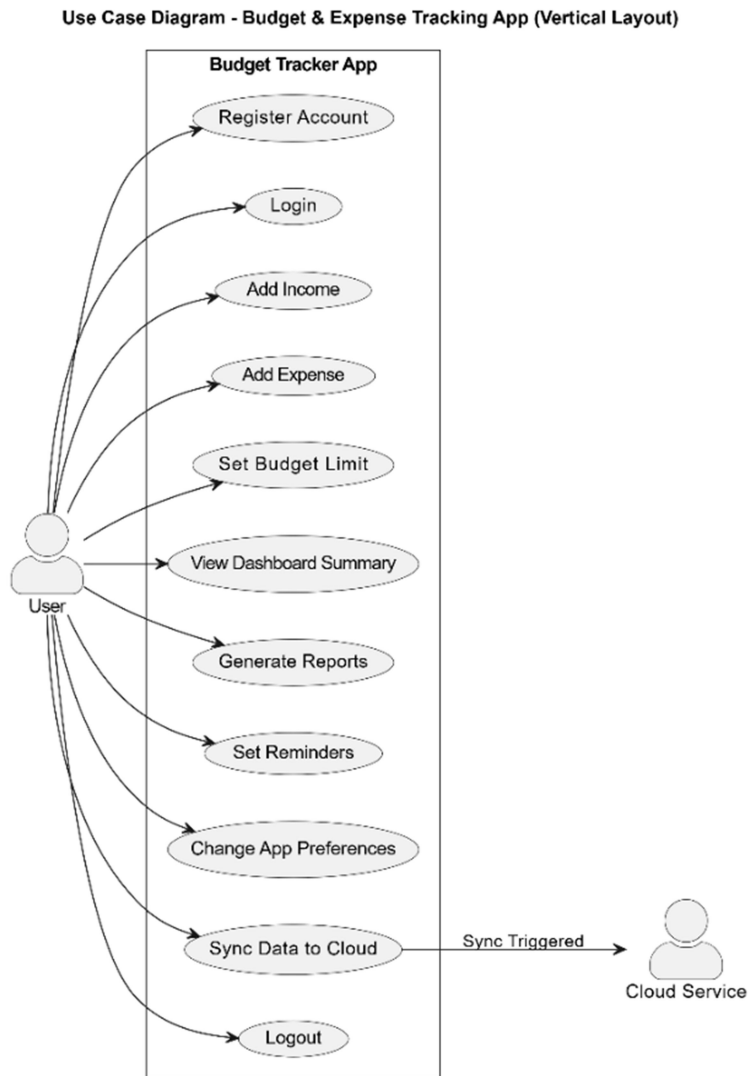 Use Case Diagram - Budget & Expense Tracking App (Vertical Layout)
Budget Tracker App
Register Account
Login
Add Income
Add Expense
Set Budget Limit
View Dashboard Summary
User
Generate Reports
Set Reminders
Change App Preferences
Sync Data to Cloud
Sync Triggered
Cloud Service
Logout